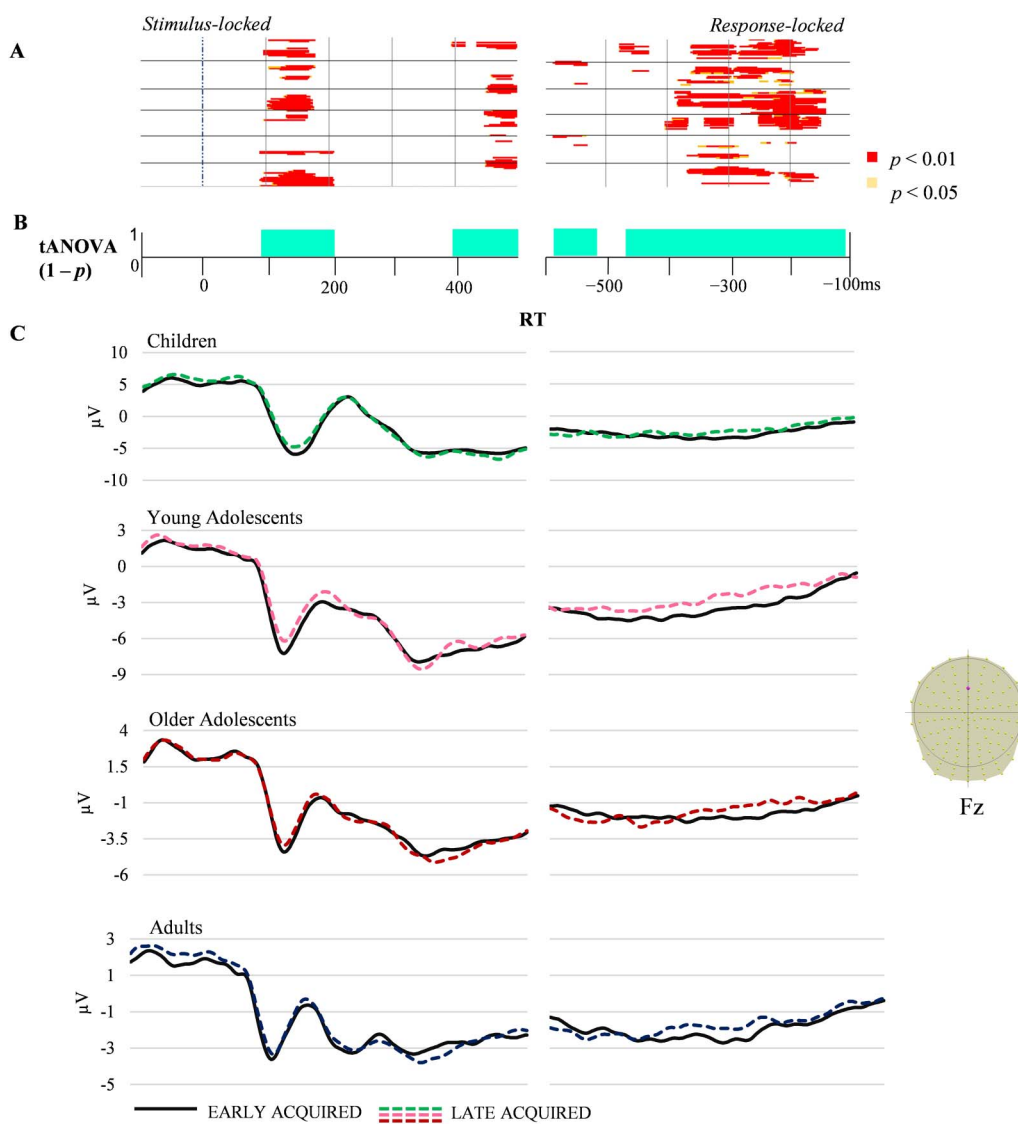 Stimulus-locked
Response-locked
A
p < 0.01
p < 0.05
B
tANOVA
(1 – p)
1
0
200
400
−500
−300
−100ms
RT
C
Children
μV
10
5
0
-5
-10
Young Adolescents
μV
3
0
-3
-6
-9
Older Adolescents
μV
4
1.5
-1
-3.5
-6
Fz
Adults
μV
3
1
-1
-3
-5
EARLY ACQUIRED
LATE ACQUIRED